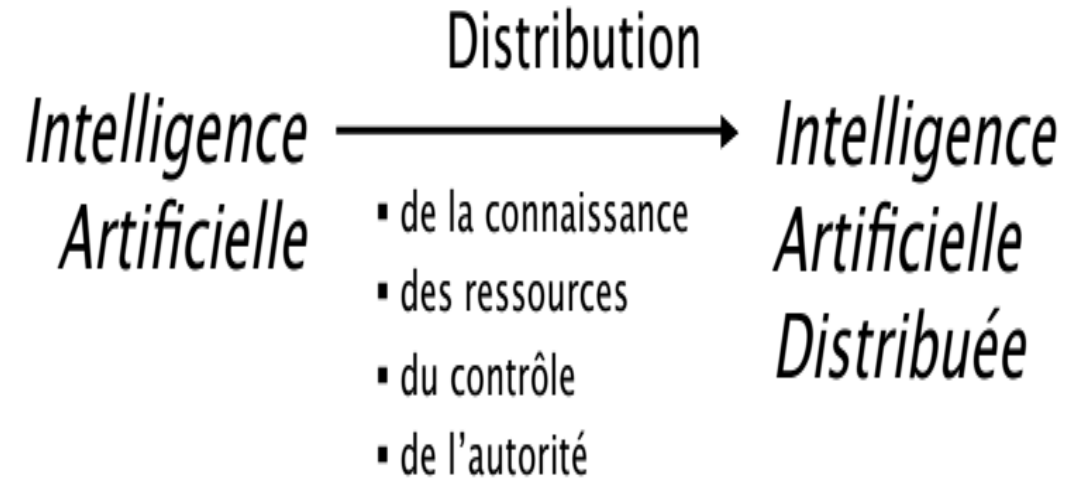 Distribution
Intelligence
Artificielle
▪ de la connaissance
▪ des ressources
▪ du contrôle
▪ de l’autorité
Intelligence
Artificielle
Distribuée